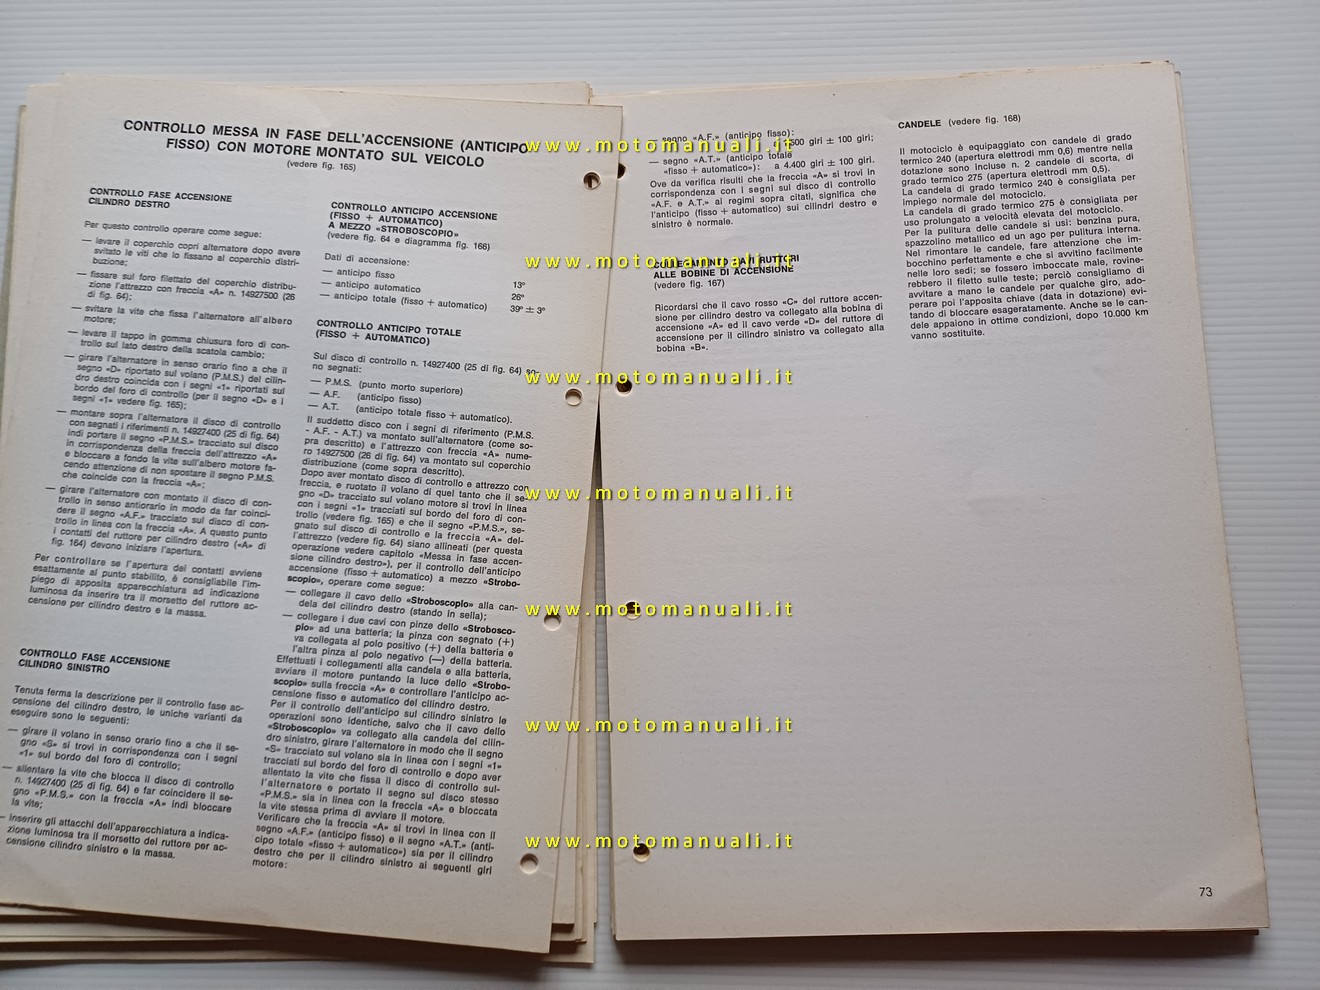 CONTROLLO MESSA IN FASE DELL'ACCENSIONE (ANTICIPO
FISSO) CON MOTORE MONTATO SUL VEICOLO
(vedere fig. 165)
CONTROLLO FASE ACCENSIONE
CILINDRO DESTRO
Per questo controllo operare come segue:
— levare il coperchio copri alternatore dopo avere
svitato le viti che lo fissano al coperchio distri-
buzione;
— fissare sul foro filettato del coperchio distribu-
zione l'attrezzo con freccia «A» n. 14927500 (26
di fig. 64);
— svitare la vite che fissa l'alternatore all'albero
motore;
— levare il tappo in gomma chiusura foro di con-
trollo sul lato destro della scatola cambio;
— girare l'alternatore in senso orario fino a che il
segno «D» riportato sul volano (P.M.S.) del cilin-
dro destro coincida con i segni «1» riportati sul
bordo del foro di controllo (per il segno «D» e i
segni «1» vedere fig. 165);
— montare sopra l'alternatore il disco di controllo
con segnati i riferimenti n. 14927400 (25 di fig. 64)
indi portare il segno «P.M.S.» tracciato sul disco
in corrispondenza della freccia dell'attrezzo «A»
e bloccare a fondo la vite sull'albero motore fa-
cendo attenzione di non spostare il segno P.M.S.
che coincide con la freccia «A»;
— girare l'alternatore con montato il disco di con-
trollo in senso antiorario in modo da far coinci-
dere il segno «A.F.» tracciato sul disco di con-
trollo in linea con la freccia «A». A questo punto
i contatti del ruttore per cilindro destro («A» di
fig. 164) devono iniziare l'apertura.
Per controllare se l'apertura dei contatti avviene
esattamente al punto stabilito, è consigliabile l'im-
piego di apposita apparecchiatura ad indicazione
luminosa da inserire tra il morsetto del ruttore ac-
censione per cilindro destro e la massa.
CONTROLLO FASE ACCENSIONE
CILINDRO SINISTRO
Tenuta ferma la descrizione per il controllo fase ac-
censione del cilindro destro, le uniche varianti da
eseguire sono le seguenti:
— girare il volano in senso orario fino a che il se-
gno «S» si trovi in corrispondenza con i segni
«1» sul bordo del foro di controllo;
— allentare la vite che blocca il disco di controllo
n. 14927400 (25 di fig. 64) e far coincidere il se-
gno «P.M.S.» con la freccia «A» indi bloccare
la vite;
— inserire gli attacchi dell'apparecchiatura a indica-
zione luminosa tra il morsetto del ruttore per ac-
censione cilindro sinistro e la massa.
CONTROLLO ANTICIPO ACCENSIONE
(FISSO + AUTOMATICO)
A MEZZO «STROBOSCOPIO»
(vedere fig. 64 e diagramma fig. 166)
Dati di accensione:
— anticipo fisso 13°
— anticipo automatico 26°
— anticipo totale (fisso + automatico) 39° ± 3°
CONTROLLO ANTICIPO TOTALE
(FISSO + AUTOMATICO)
Sul disco di controllo n. 14927400 (25 di fig. 64) so-
no segnati:
— P.M.S. (punto morto superiore)
— A.F. (anticipo fisso)
— A.T. (anticipo totale fisso + automatico).
Il suddetto disco con i segni di riferimento (P.M.S.
- A.F. - A.T.) va montato sull'alternatore (come so-
pra descritto) e l'attrezzo con freccia «A» nume-
ro 14927500 (26 di fig. 64) va montato sul coperchio
distribuzione (come sopra descritto).
Dopo aver montato disco di controllo e attrezzo con
freccia, e ruotato il volano di quel tanto che il se-
gno «D» tracciato sul volano motore si trovi in linea
con i segni «1» tracciati sul bordo del foro di con-
trollo (vedere fig. 165) e che il segno «P.M.S.», se-
gnato sul disco di controllo e la freccia «A» del-
l'attrezzo (vedere fig. 64) siano allineati (per questa
operazione vedere capitolo «Messa in fase accen-
sione cilindro destro»), per il controllo dell'anticipo
accensione (fisso + automatico) a mezzo «Strobo-
scopio», operare come segue:
— collegare il cavo dello «Stroboscopio» alla can-
dela del cilindro destro (stando in sella);
— collegare i due cavi con pinze dello «Strobosco-
pio» ad una batteria; la pinza con segnato (+)
va collegata al polo positivo (+) della batteria e
l'altra pinza al polo negativo (—) della batteria.
Effettuati i collegamenti alla candela e alla batteria,
avviare il motore puntando la luce dello «Strobo-
scopio» sulla freccia «A» e controllare l'anticipo ac-
censione fisso e automatico del cilindro destro.
Per il controllo dell'anticipo sul cilindro sinistro le
operazioni sono identiche, salvo che il cavo dello
«Stroboscopio» va collegato alla candela del cilin-
dro sinistro, girare l'alternatore in modo che il segno
«S» tracciato sul volano sia in linea con i segni «1»
tracciati sul bordo del foro di controllo e dopo aver
allentato la vite che fissa il disco di controllo sul-
l'alternatore e portato il segno sul disco stesso
«P.M.S.» sia in linea con la freccia «A» e bloccata
la vite stessa prima di avviare il motore.
Verificare che la freccia «A» si trovi in linea con il
segno «A.F.» (anticipo fisso) e il segno «A.T.» (anti-
cipo totale «fisso + automatico») sia per il cilindro
destro che per il cilindro sinistro ai seguenti giri
motore:
— segno «A.F.» (anticipo fisso):
giri ± 100 giri;
— segno «A.T.» (anticipo totale
«fisso + automatico»): a 4.400 giri ± 100 giri.
Ove da verifica risulti che la freccia «A» si trovi in
corrispondenza con i segni sul disco di controllo
«A.F. e A.T.» ai regimi sopra citati, significa che
l'anticipo (fisso + automatico) sui cilindri destro e
sinistro è normale.
COLLEGAMENTO CAVI RUTTORI
ALLE BOBINE DI ACCENSIONE
(vedere fig. 167)
Ricordarsi che il cavo rosso «C» del ruttore accen-
sione per cilindro destro va collegato alla bobina di
accensione «A» ed il cavo verde «D» del ruttore di
accensione per il cilindro sinistro va collegato alla
bobina «B».
CANDELE (vedere fig. 168)
Il motociclo è equipaggiato con candele di grado
termico 240 (apertura elettrodi mm 0,6) mentre nella
dotazione sono incluse n. 2 candele di scorta, di
grado termico 275 (apertura elettrodi mm 0,5).
La candela di grado termico 240 è consigliata per
impiego normale del motociclo.
La candela di grado termico 275 è consigliata per
uso prolungato a velocità elevata del motociclo.
Per la pulitura delle candele si usi: benzina pura,
spazzolino metallico ed un ago per pulitura interna.
Nel rimontare le candele, fare attenzione che im-
bocchino perfettamente e che si avvitino facilmente
nelle loro sedi; se fossero imboccate male, rovine-
rebbero il filetto sulle teste; perciò consigliamo di
avvitare a mano le candele per qualche giro, ado-
perare poi l'apposita chiave (data in dotazione) evi-
tando di bloccare esageratamente. Anche se le can-
dele appaiono in ottime condizioni, dopo 10.000 km
vanno sostituite.
73
www.motomanuali.it
www.motomanuali.it
www.motomanuali.it
www.motomanuali.it
www.motomanuali.it
www.motomanuali.it
www.motomanuali.it